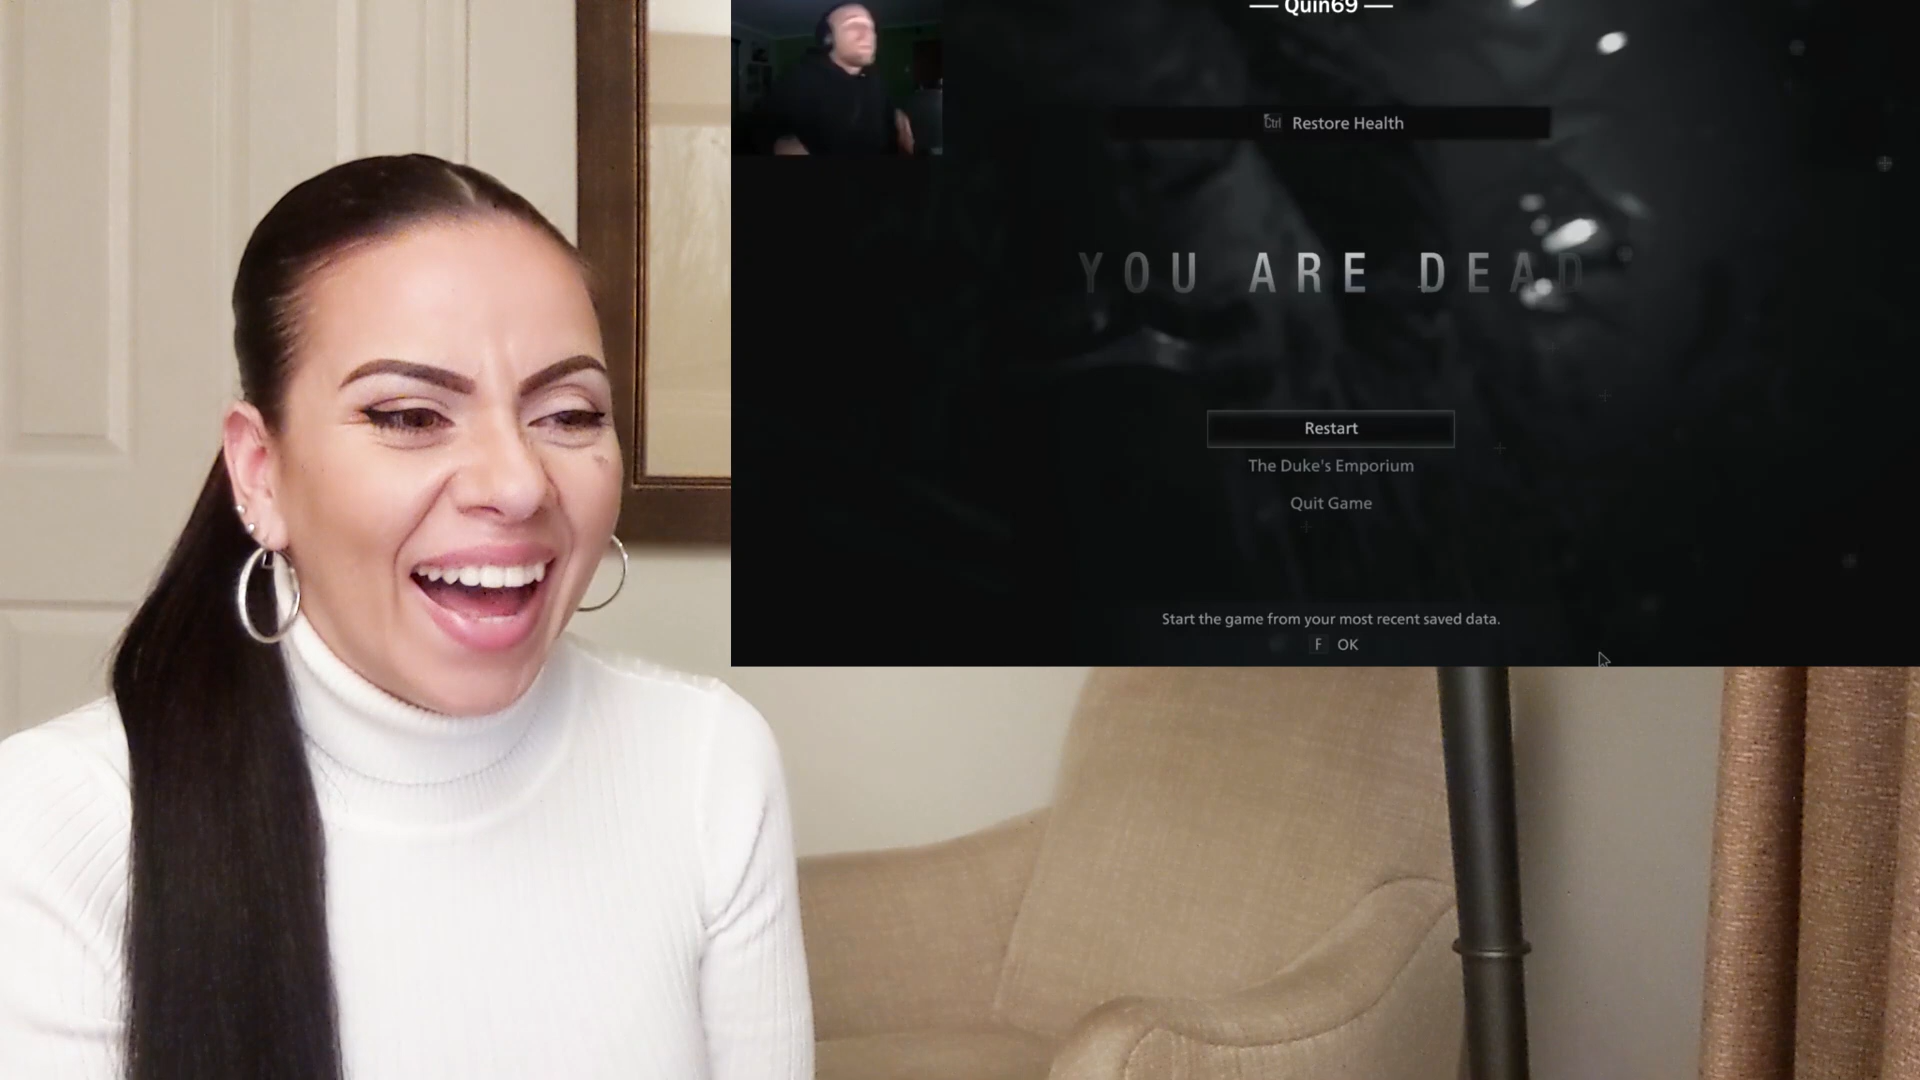 — Quin69 —
Ctrl Restore Health
YOU ARE DEAD
Restart
The Duke's Emporium
Quit Game
Start the game from your most recent saved data.
F OK